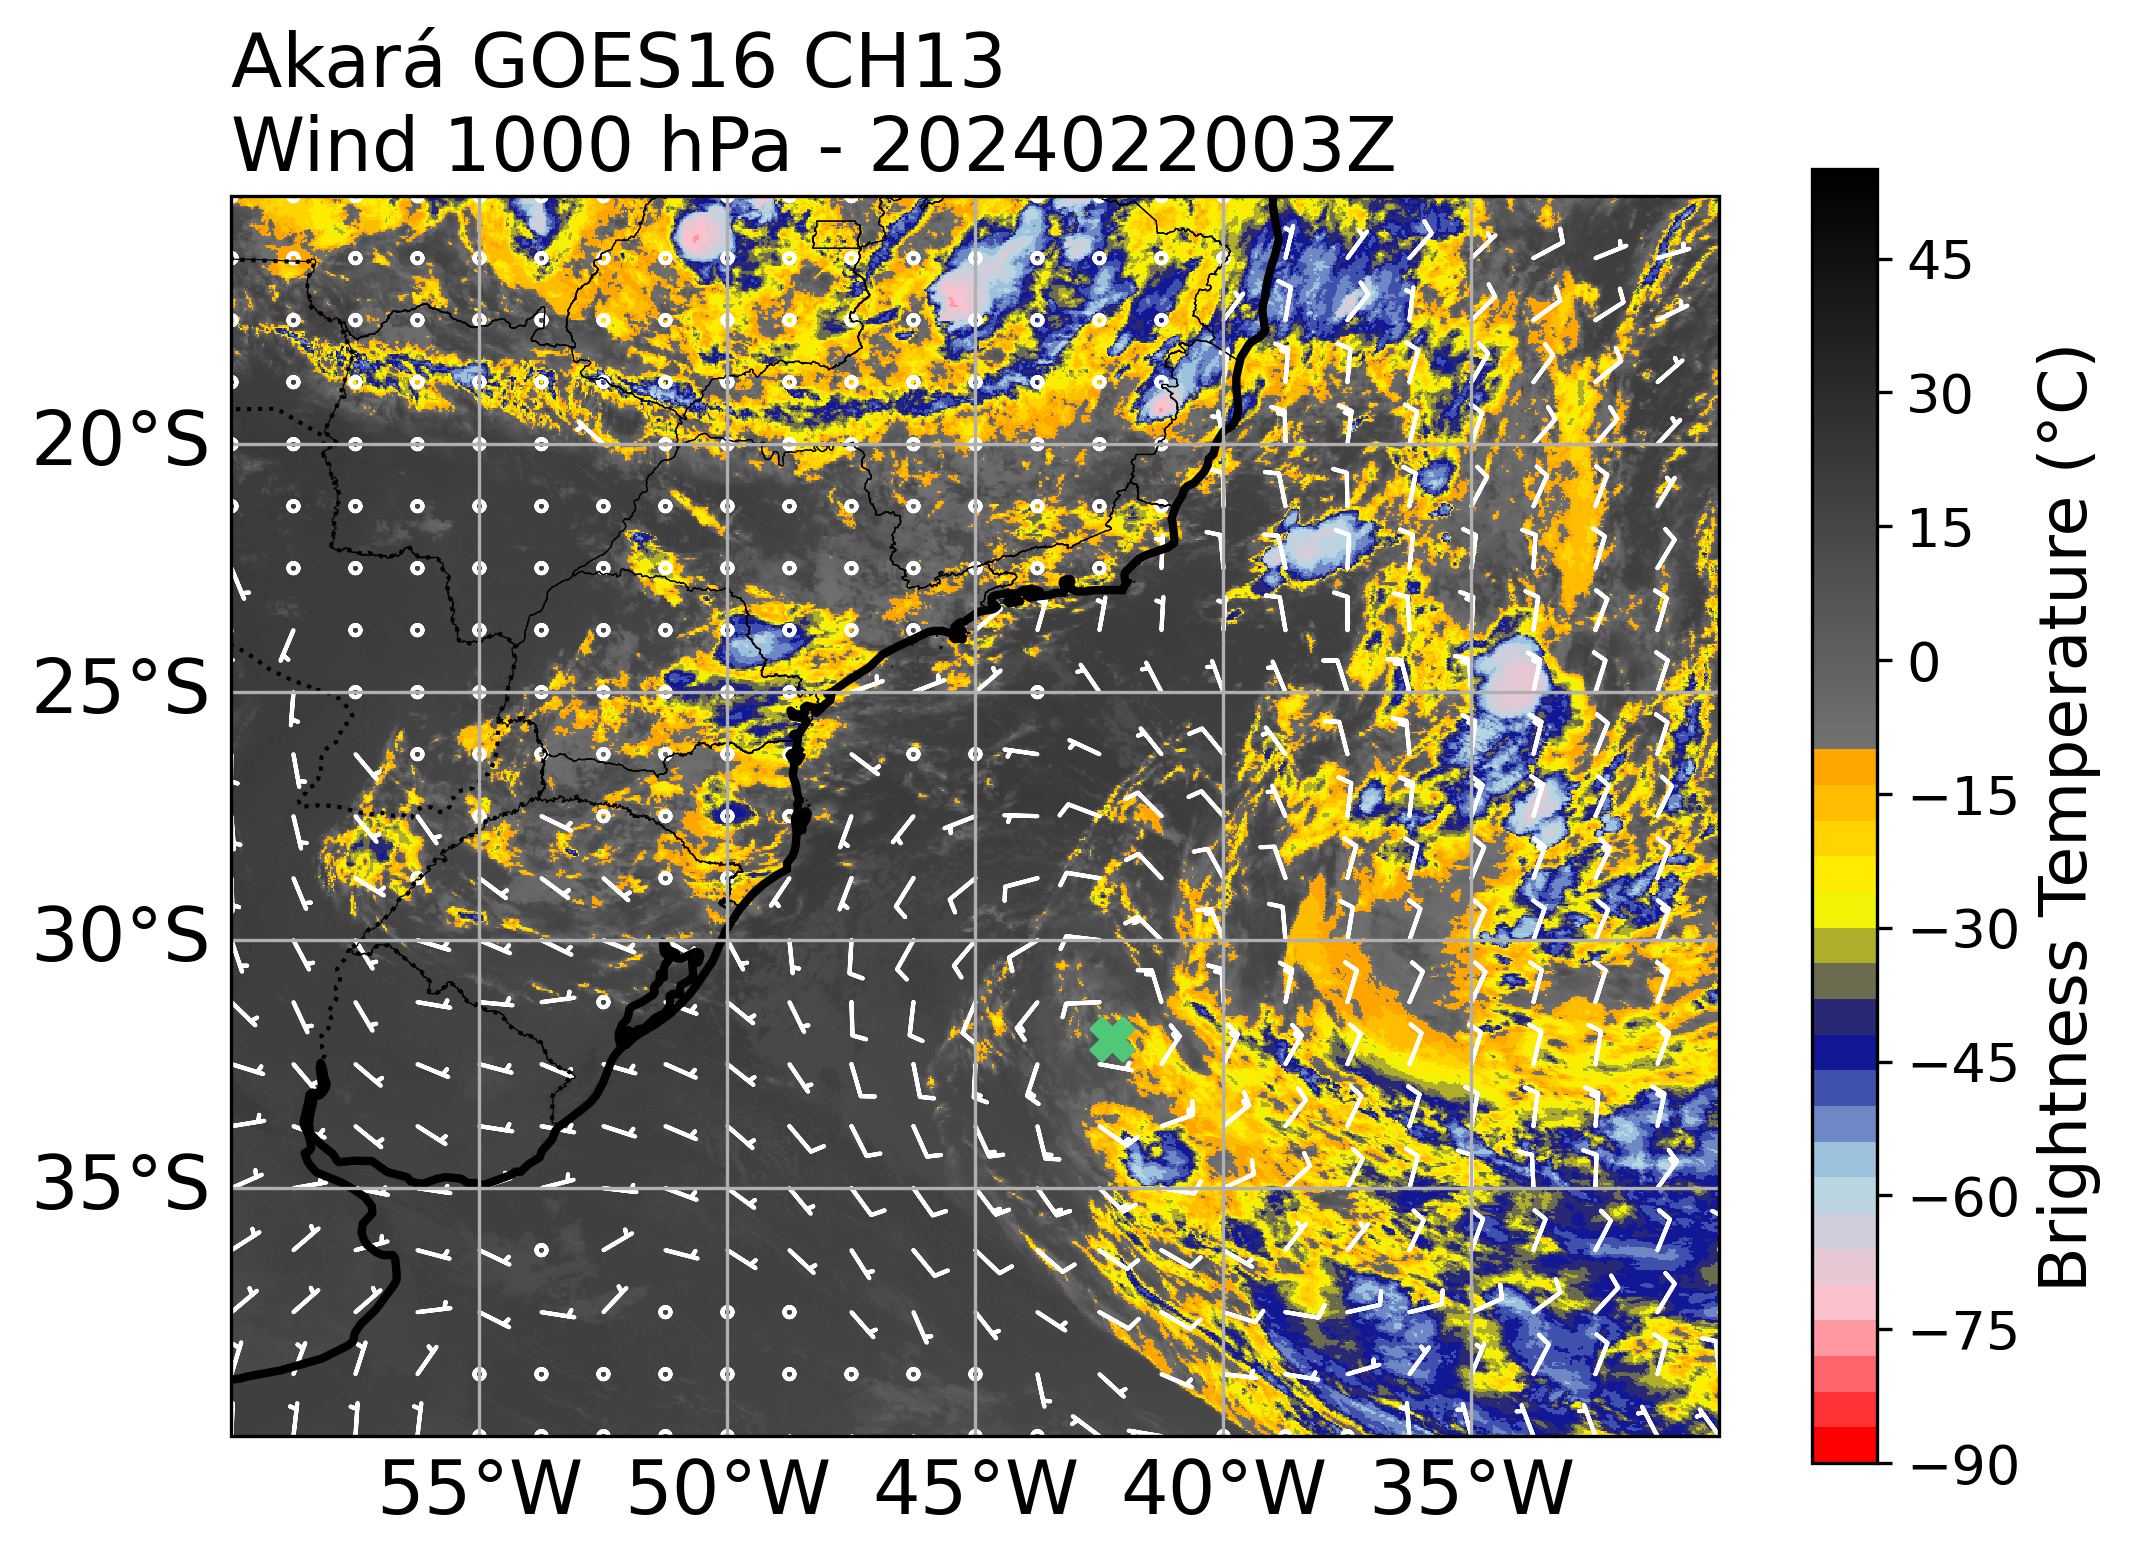 Akará GOES16 CH13
Wind 1000 hPa - 2024022003Z
20°S
25°S
30°S
35°S
55°W
50°W
45°W
40°W
35°W
45
30
15
0
−15
−30
−45
−60
−75
−90
Brightness Temperature (°C)